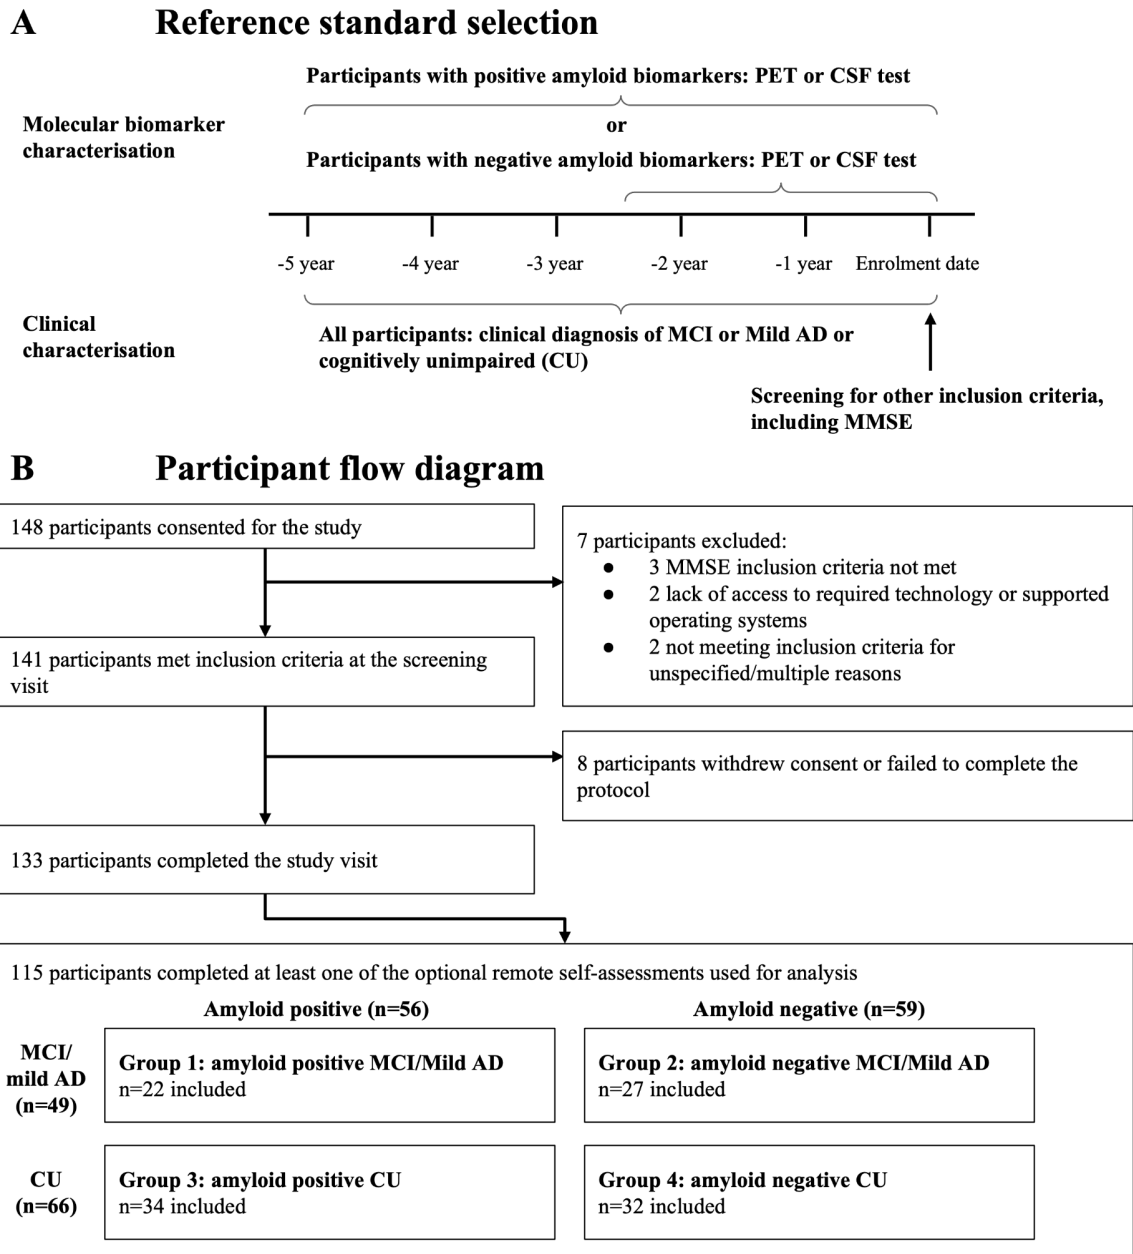 A Reference standard selection
Participants with positive amyloid biomarkers: PET or CSF test
Molecular biomarker
characterisation
or
Participants with negative amyloid biomarkers: PET or CSF test
-5 year -4 year -3 year -2 year -1 year Enrolment date
Clinical
characterisation
All participants: clinical diagnosis of MCI or Mild AD or
cognitively unimpaired (CU)
Screening for other inclusion criteria,
including MMSE
B Participant flow diagram
148 participants consented for the study
7 participants excluded:
● 3 MMSE inclusion criteria not met
● 2 lack of access to required technology or supported
operating systems
● 2 not meeting inclusion criteria for
unspecified/multiple reasons
141 participants met inclusion criteria at the screening
visit
8 participants withdrew consent or failed to complete the
protocol
133 participants completed the study visit
115 participants completed at least one of the optional remote self-assessments used for analysis
Amyloid positive (n=56) Amyloid negative (n=59)
MCI/
mild AD
(n=49)
Group 1: amyloid positive MCI/Mild AD
n=22 included
Group 2: amyloid negative MCI/Mild AD
n=27 included
CU
(n=66)
Group 3: amyloid positive CU
n=34 included
Group 4: amyloid negative CU
n=32 included